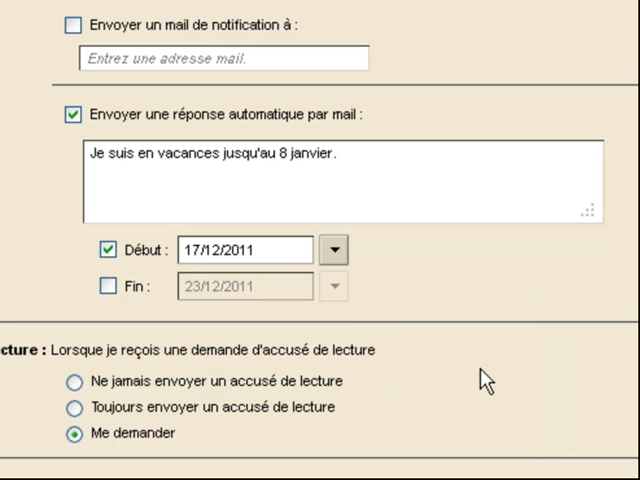 Envoyer un mail de notification à :
Entrez une adresse mail.
Envoyer une réponse automatique par mail :
Je suis en vacances jusqu'au 8 janvier.
Début : 17/12/2011
Fin : 23/12/2011
cture : Lorsque je reçois une demande d'accusé de lecture
Ne jamais envoyer un accusé de lecture
Toujours envoyer un accusé de lecture
Me demander